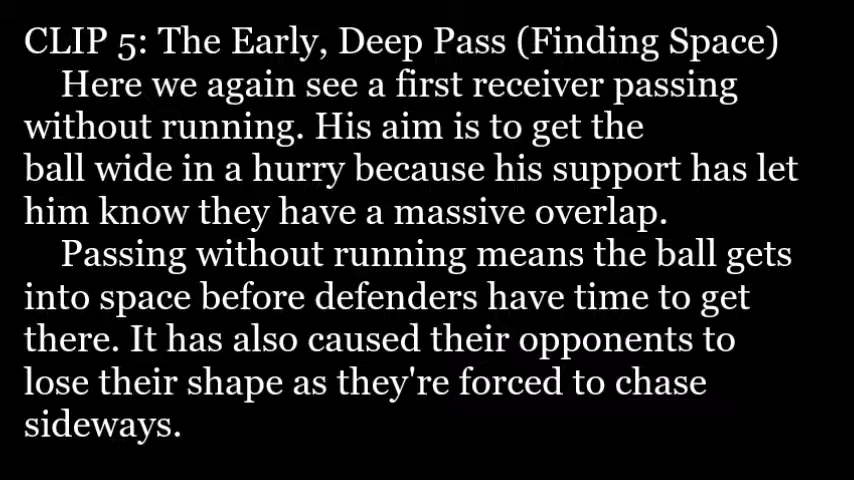 CLIP 5: The Early, Deep Pass (Finding Space)
Here we again see a first receiver passing
without running. His aim is to get the
ball wide in a hurry because his support has let
him know they have a massive overlap.
Passing without running means the ball gets
into space before defenders have time to get
there. It has also caused their opponents to
lose their shape as they're forced to chase
sideways.